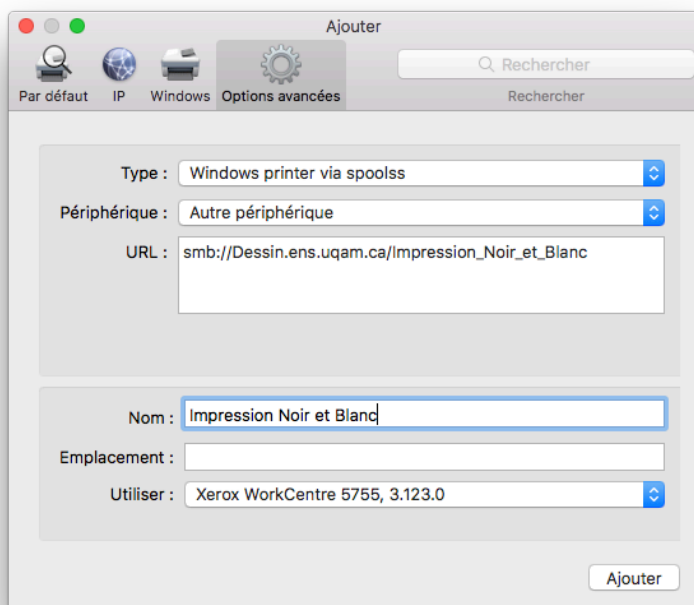 Ajouter
Par défaut IP Windows Options avancées Rechercher
Rechercher
Type : Windows printer via spoolss
Périphérique : Autre périphérique
URL : smb://Dessin.ens.uqam.ca/Impression_Noir_et_Blanc
Nom : Impression Noir et Blanc
Emplacement :
Utiliser : Xerox WorkCentre 5755, 3.123.0
Ajouter